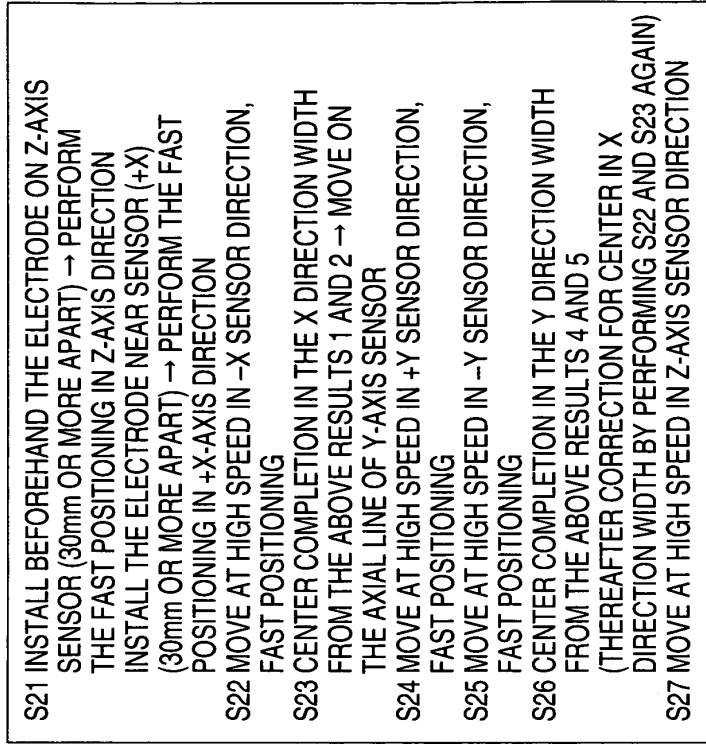 S21 INSTALL BEFOREHAND THE ELECTRODE ON Z-AXIS
SENSOR (30mm OR MORE APART) → PERFORM
THE FAST POSITIONING IN Z-AXIS DIRECTION
INSTALL THE ELECTRODE NEAR SENSOR (+X)
(30mm OR MORE APART) → PERFORM THE FAST
POSITIONING IN +X-AXIS DIRECTION
S22 MOVE AT HIGH SPEED IN –X SENSOR DIRECTION,
FAST POSITIONING
S23 CENTER COMPLETION IN THE X DIRECTION WIDTH
FROM THE ABOVE RESULTS 1 AND 2 → MOVE ON
THE AXIAL LINE OF Y-AXIS SENSOR
S24 MOVE AT HIGH SPEED IN +Y SENSOR DIRECTION,
FAST POSITIONING
S25 MOVE AT HIGH SPEED IN –Y SENSOR DIRECTION,
FAST POSITIONING
S26 CENTER COMPLETION IN THE Y DIRECTION WIDTH
FROM THE ABOVE RESULTS 4 AND 5
(THEREAFTER CORRECTION FOR CENTER IN X
DIRECTION WIDTH BY PERFORMING S22 AND S23 AGAIN)
S27 MOVE AT HIGH SPEED IN Z-AXIS SENSOR DIRECTION